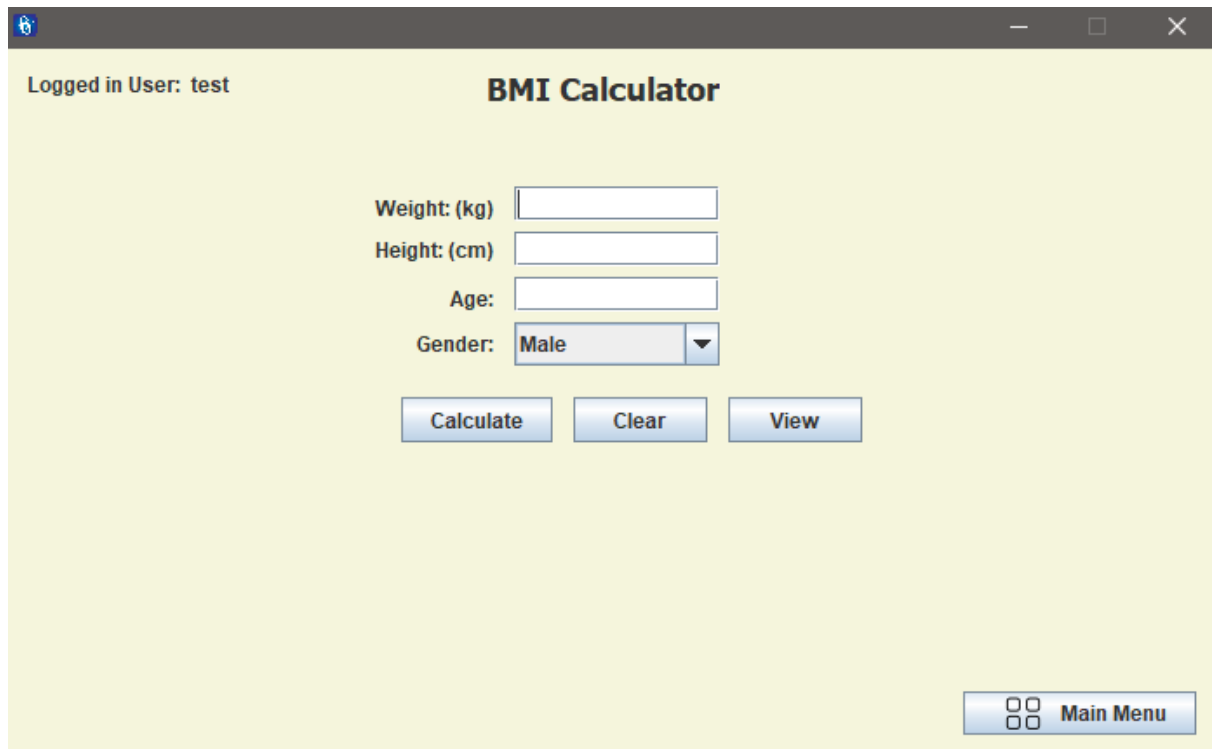 Logged in User: test
BMI Calculator
Weight: (kg)
Height: (cm)
Age:
Gender: Male
Calculate Clear View
Main Menu